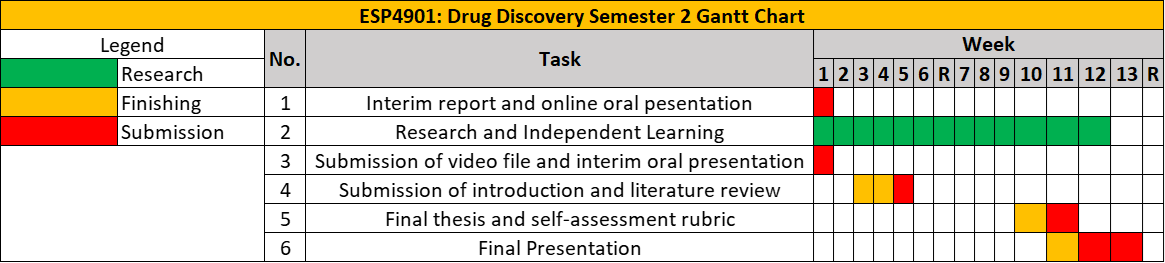 ESP4901: Drug Discovery Semester 2 Gantt Chart
Legend No. Task Week
Research 1 2 3 4 5 6 R 7 8 9 10 11 12 13 R
Finishing 1 Interim report and online oral pesentation
Submission 2 Research and Independent Learning
3 Submission of video file and interim oral presentation
4 Submission of introduction and literature review
5 Final thesis and self-assessment rubric
6 Final Presentation